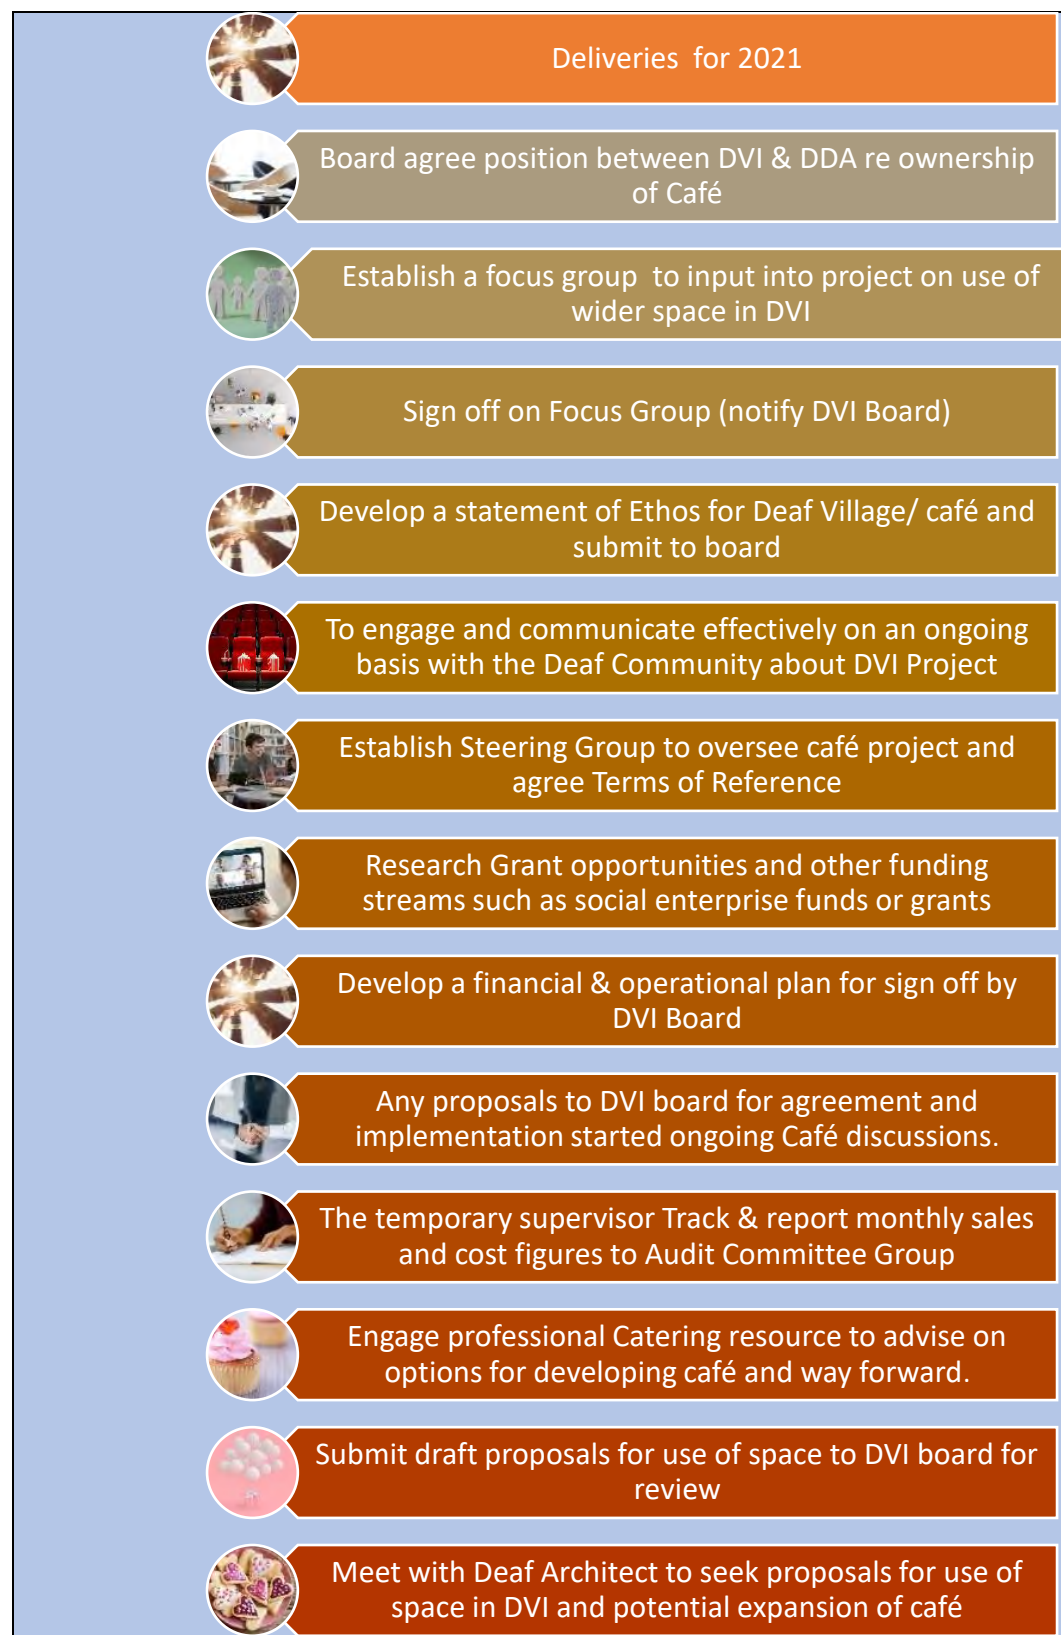 Deliveries for 2021
Board agree position between DVI & DDA re ownership
of Café
Establish a focus group to input into project on use of
wider space in DVI
Sign off on Focus Group (notify DVI Board)
Develop a statement of Ethos for Deaf Village/ café and
submit to board
To engage and communicate effectively on an ongoing
basis with the Deaf Community about DVI Project
Establish Steering Group to oversee café project and
agree Terms of Reference
Research Grant opportunities and other funding
streams such as social enterprise funds or grants
Develop a financial & operational plan for sign off by
DVI Board
Any proposals to DVI board for agreement and
implementation started ongoing Café discussions.
The temporary supervisor Track & report monthly sales
and cost figures to Audit Committee Group
Engage professional Catering resource to advise on
options for developing café and way forward.
Submit draft proposals for use of space to DVI board for
review
Meet with Deaf Architect to seek proposals for use of
space in DVI and potential expansion of café